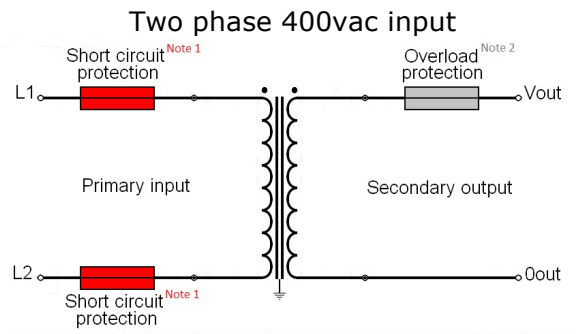 Two phase 400vac input
Short circuit Note 1
protection
Overload Note 2
protection
L1
Vout
Primary input
Secondary output
L2
0out
Short circuit Note 1
protection